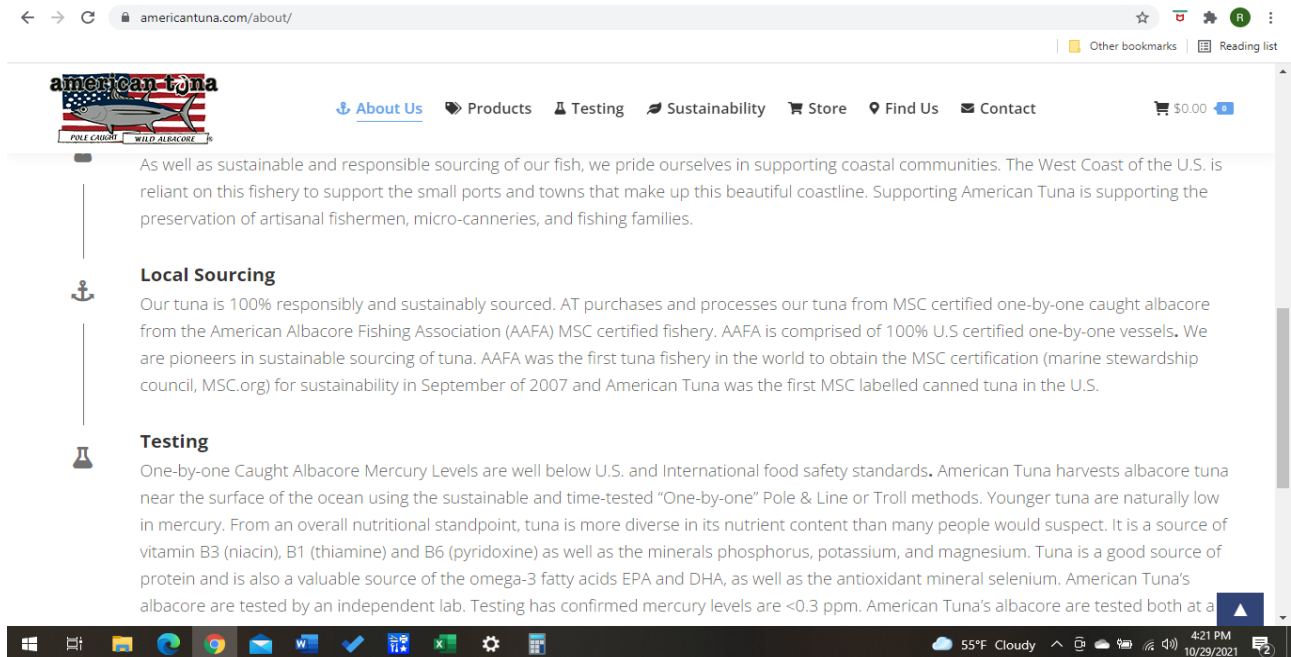 americantuna.com/about/
R
Other bookmarks
Reading list
american tuna
POLE CAUGHT WILD ALBACORE
About Us
Products
Testing
Sustainability
Store
Find Us
Contact
$0.00
0
As well as sustainable and responsible sourcing of our fish, we pride ourselves in supporting coastal communities. The West Coast of the U.S. is
reliant on this fishery to support the small ports and towns that make up this beautiful coastline. Supporting American Tuna is supporting the
preservation of artisanal fishermen, micro-canneries, and fishing families.
Local Sourcing
Our tuna is 100% responsibly and sustainably sourced. AT purchases and processes our tuna from MSC certified one-by-one caught albacore
from the American Albacore Fishing Association (AAFA) MSC certified fishery. AAFA is comprised of 100% U.S certified one-by-one vessels. We
are pioneers in sustainable sourcing of tuna. AAFA was the first tuna fishery in the world to obtain the MSC certification (marine stewardship
council, MSC.org) for sustainability in September of 2007 and American Tuna was the first MSC labelled canned tuna in the U.S.
Testing
One-by-one Caught Albacore Mercury Levels are well below U.S. and International food safety standards. American Tuna harvests albacore tuna
near the surface of the ocean using the sustainable and time-tested “One-by-one” Pole & Line or Troll methods. Younger tuna are naturally low
in mercury. From an overall nutritional standpoint, tuna is more diverse in its nutrient content than many people would suspect. It is a source of
vitamin B3 (niacin), B1 (thiamine) and B6 (pyridoxine) as well as the minerals phosphorus, potassium, and magnesium. Tuna is a good source of
protein and is also a valuable source of the omega-3 fatty acids EPA and DHA, as well as the antioxidant mineral selenium. American Tuna’s
albacore are tested by an independent lab. Testing has confirmed mercury levels are <0.3 ppm. American Tuna’s albacore are tested both at a
55°F Cloudy
4:21 PM
10/29/2021
2